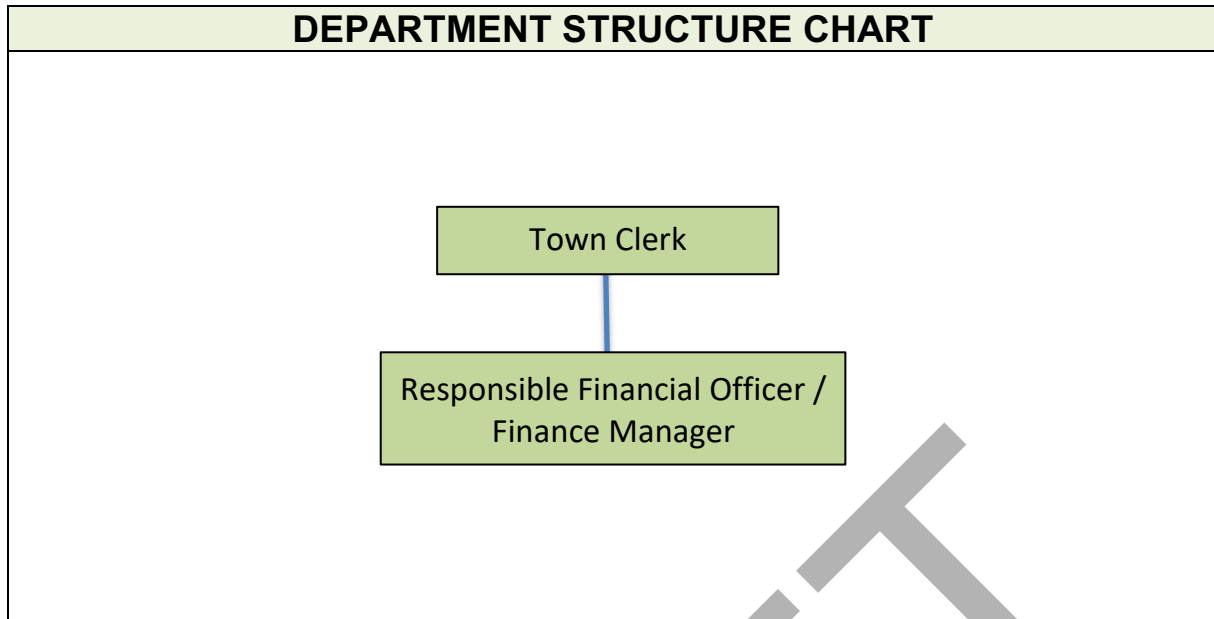 DEPARTMENT STRUCTURE CHART
Town Clerk
Responsible Financial Officer /
Finance Manager